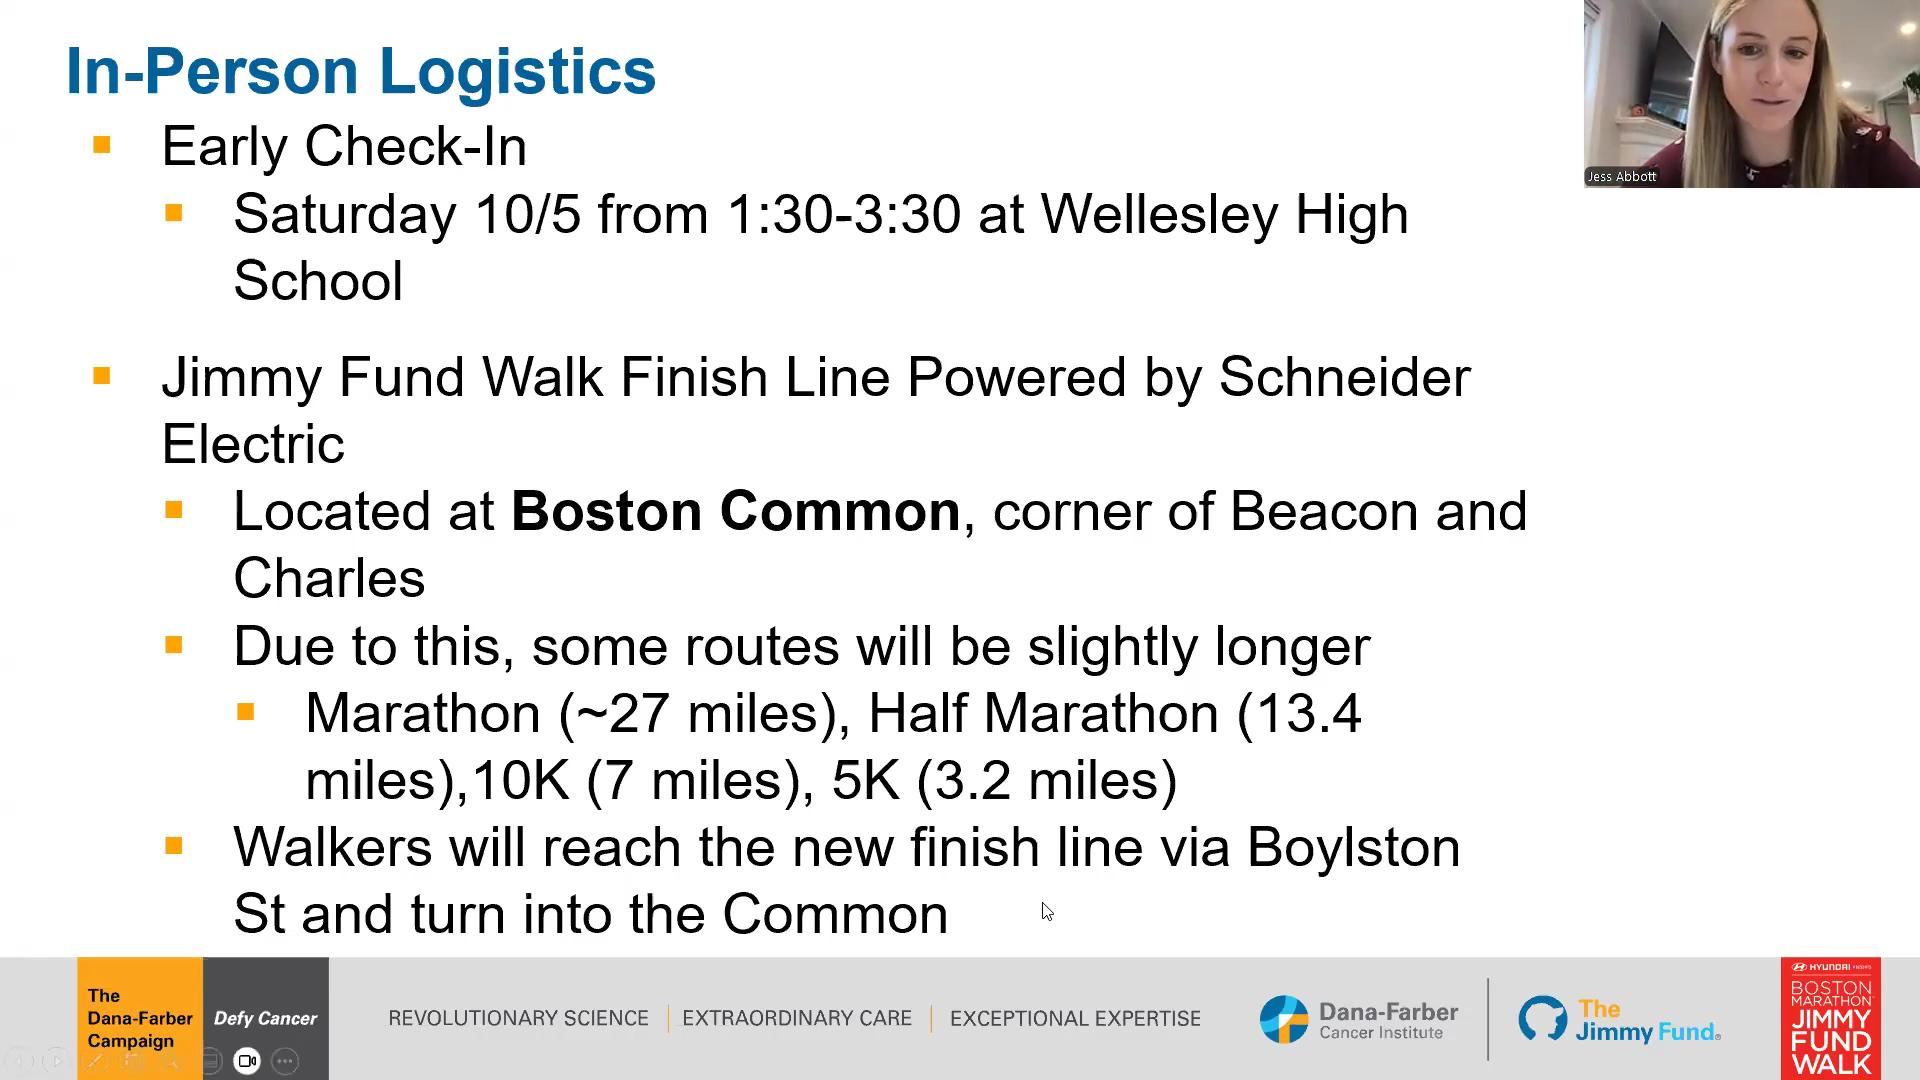 In-Person Logistics
Early Check-In
Saturday 10/5 from 1:30-3:30 at Wellesley High
School
Jimmy Fund Walk Finish Line Powered by Schneider
Electric
Located at Boston Common, corner of Beacon and
Charles
Due to this, some routes will be slightly longer
Marathon (~27 miles), Half Marathon (13.4
miles),10K (7 miles), 5K (3.2 miles)
Walkers will reach the new finish line via Boylston
St and turn into the Common
Jess Abbott
The
Dana-Farber
Campaign
Defy Cancer
REVOLUTIONARY SCIENCE
EXTRAORDINARY CARE
EXCEPTIONAL EXPERTISE
Dana-Farber
Cancer Institute
The
Jimmy Fund®
HYUNDAI
BOSTON
MARATHON
JIMMY
FUND
WALK